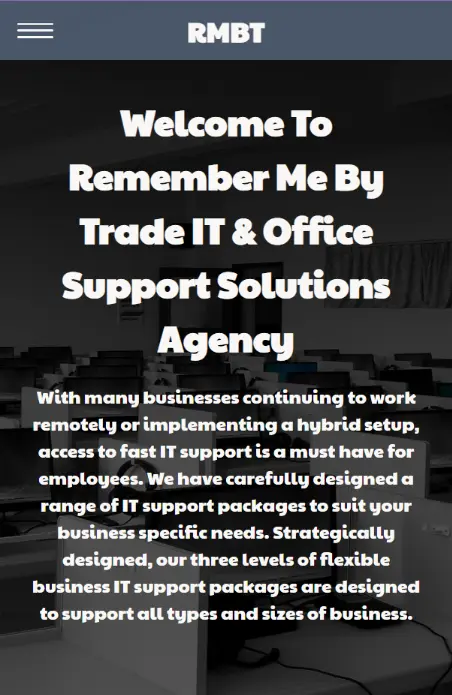 RMBT
Welcome To
Remember Me By
Trade IT & Office
Support Solutions
Agency
With many businesses continuing to work
remotely or implementing a hybrid setup,
access to fast IT support is a must have for
employees. We have carefully designed a
range of IT support packages to suit your
business specific needs. Strategically
designed, our three levels of flexible
business IT support packages are designed
to support all types and sizes of business.